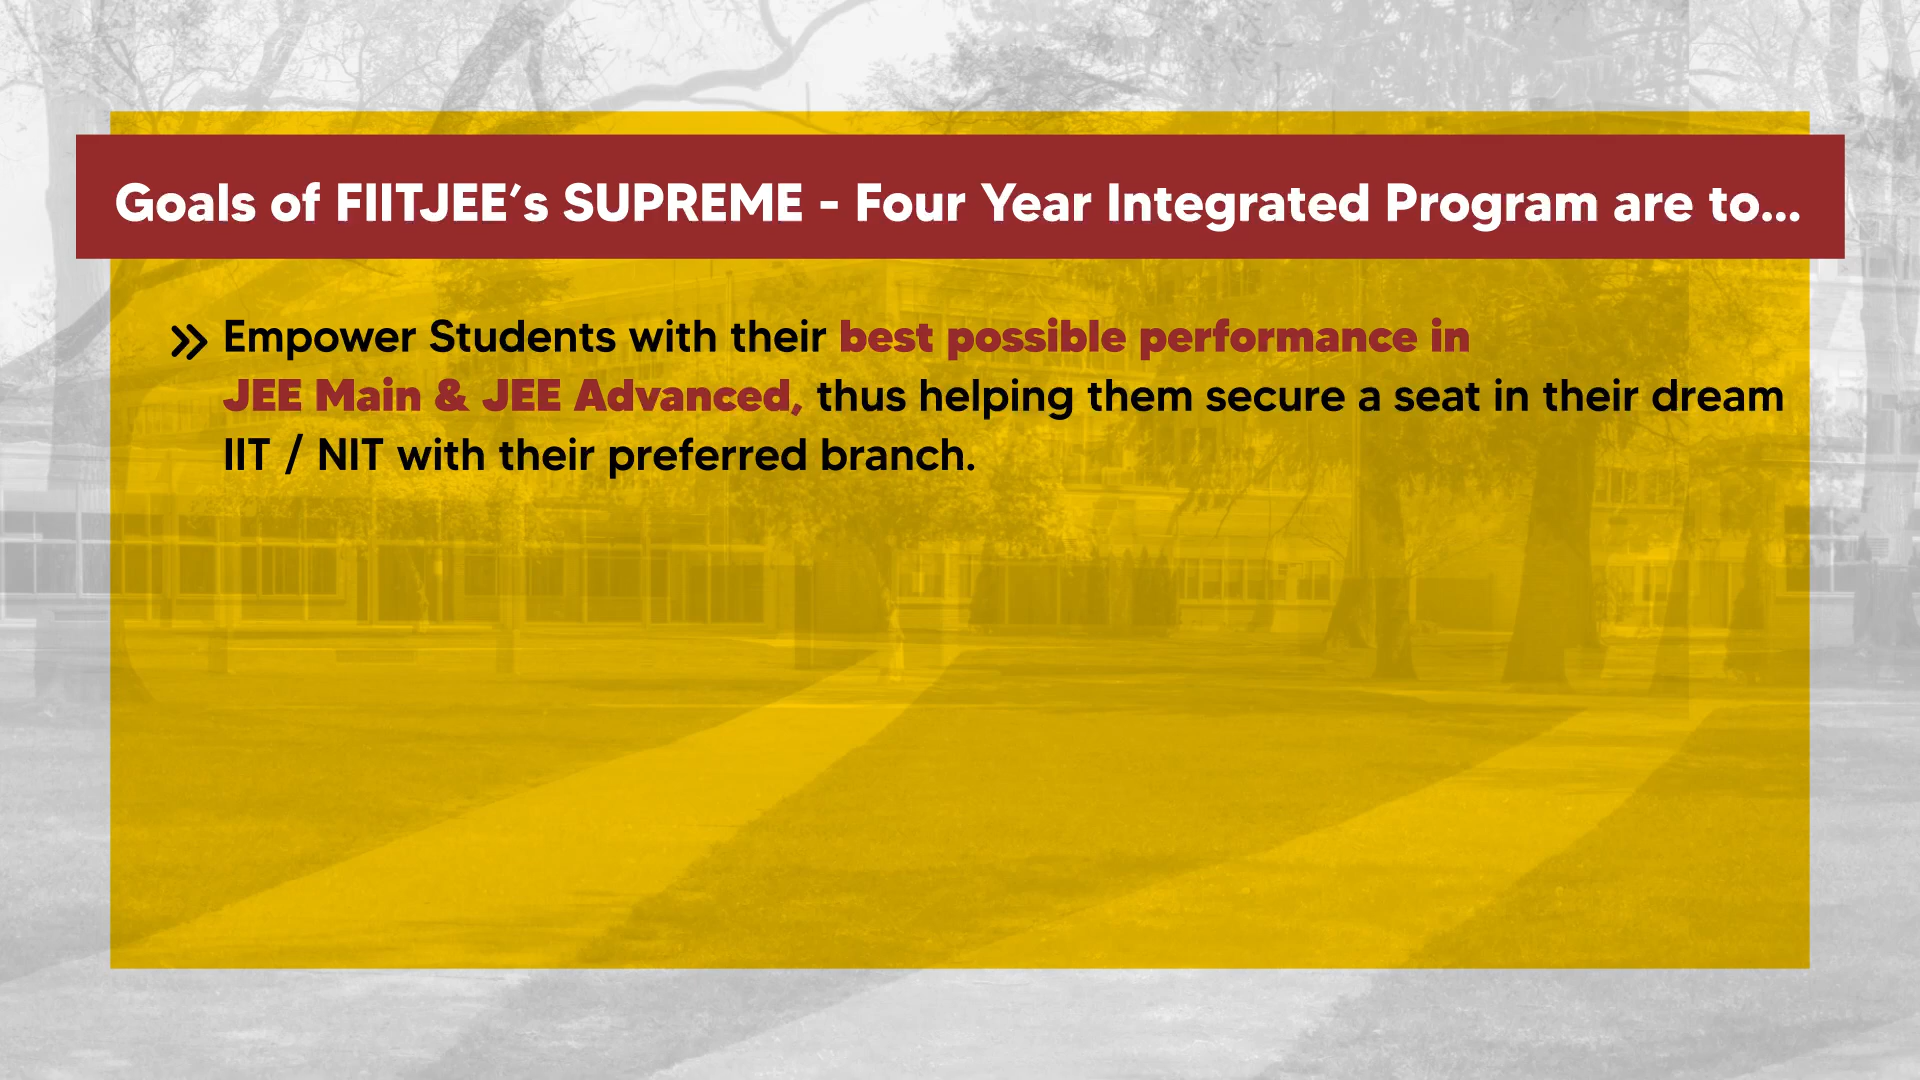 Goals of FIITJEE’s SUPREME - Four Year Integrated Program are to...
Empower Students with their best possible performance in
JEE Main & JEE Advanced, thus helping them secure a seat in their dream
IIT / NIT with their preferred branch.